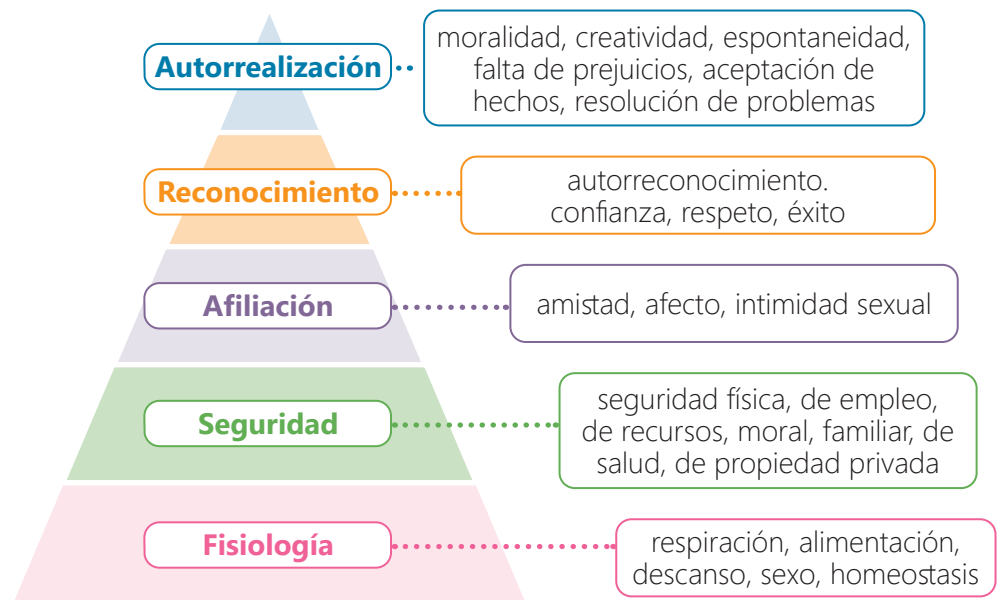 Autorrealización
moralidad, creatividad, espontaneidad,
falta de prejuicios, aceptación de
hechos, resolución de problemas
Reconocimiento
autorreconocimiento.
confianza, respeto, éxito
Afiliación
amistad, afecto, intimidad sexual
Seguridad
seguridad física, de empleo,
de recursos, moral, familiar, de
salud, de propiedad privada
Fisiología
respiración, alimentación,
descanso, sexo, homeostasis